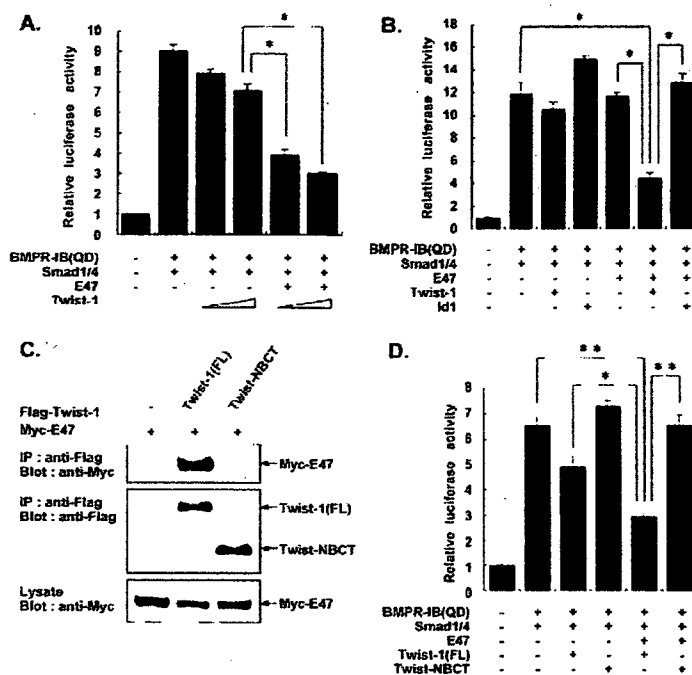 A.
*
*
Relative luciferase activity
10
9
8
7
6
5
4
3
2
1
0
BMPR-IB(QD) - + + + + +
Smad1/4 - + + + + +
E47 - - - - + +
Twist-1 -
B.
*
*
*
Relative luciferase activity
18
16
14
12
10
8
6
4
2
0
BMPR-IB(QD) - + + + + + +
Smad1/4 - + + + + + +
E47 - - - - + + +
Twist-1 - - + - - + +
Id1 - - - + - - +
C.
Twist-1(FL)
Twist-NBCT
Flag-Twist-1 -
Myc-E47 + + +
IP : anti-Flag
Blot : anti-Myc
Myc-E47
IP : anti-Flag
Blot : anti-Flag
Twist-1(FL)
Twist-NBCT
Lysate
Blot : anti-Myc
Myc-E47
D.
**
*
**
Relative luciferase activity
8
7
6
5
4
3
2
1
0
BMPR-IB(QD) - + + + + +
Smad1/4 - + + + + +
E47 - - - - + +
Twist-1(FL) - - + - + -
Twist-NBCT - - - + - +